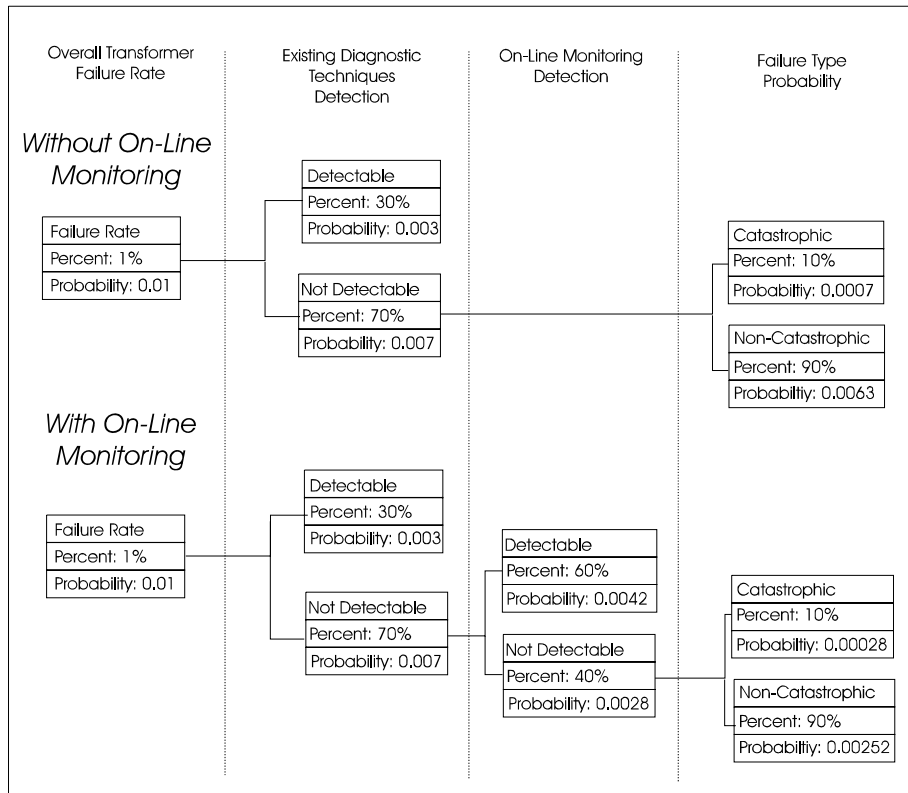 Overall Transformer
Failure Rate
Existing Diagnostic
Techniques
Detection
On-Line Monitoring
Detection
Failure Type
Probability
Without On-Line
Monitoring
Failure Rate
Percent: 1%
Probability: 0.01
Detectable
Percent: 30%
Probability: 0.003
Not Detectable
Percent: 70%
Probability: 0.007
Catastrophic
Percent: 10%
Probability: 0.0007
Non-Catastrophic
Percent: 90%
Probabiltiy: 0.0063
With On-Line
Monitoring
Failure Rate
Percent: 1%
Probability: 0.01
Detectable
Percent: 30%
Probability: 0.003
Not Detectable
Percent: 70%
Probability: 0.007
Detectable
Percent: 60%
Probability: 0.0042
Not Detectable
Percent: 40%
Probability: 0.0028
Catastrophic
Percent: 10%
Probabiltiy: 0.00028
Non-Catastrophic
Percent: 90%
Probabiltiy: 0.00252